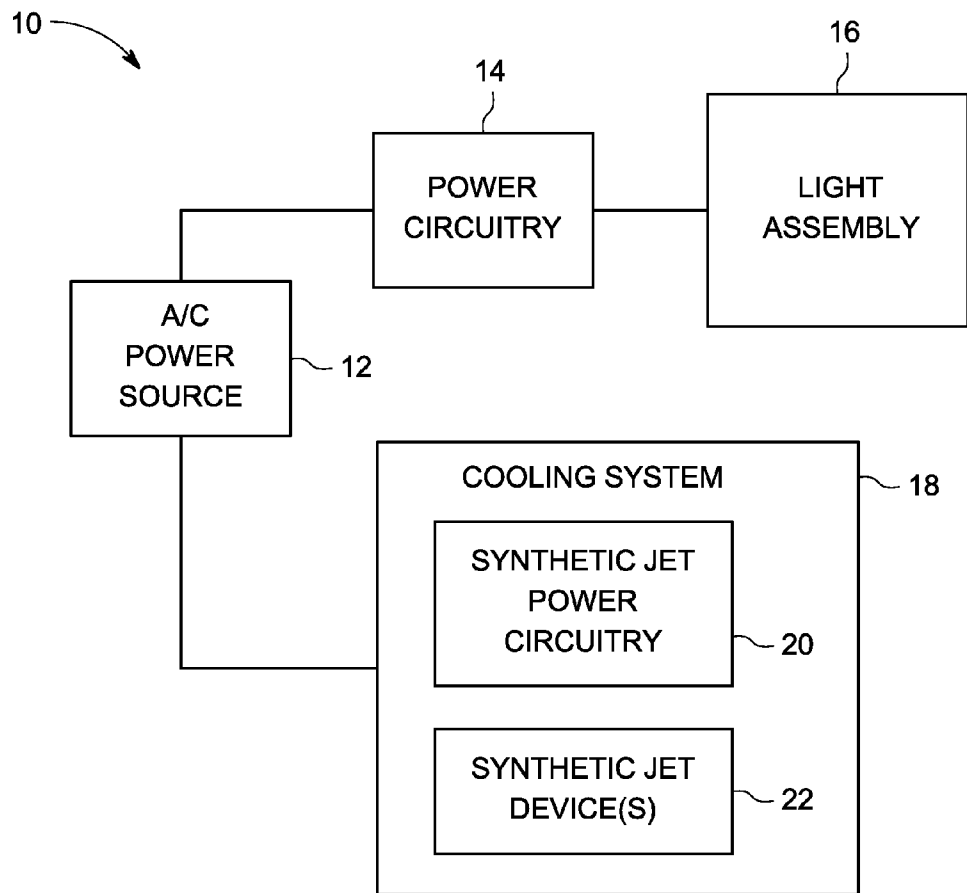 10
14
16
POWER
CIRCUITRY
LIGHT
ASSEMBLY
A/C
POWER
SOURCE
12
COOLING SYSTEM
18
SYNTHETIC JET
POWER
CIRCUITRY
20
SYNTHETIC JET
DEVICE(S)
22